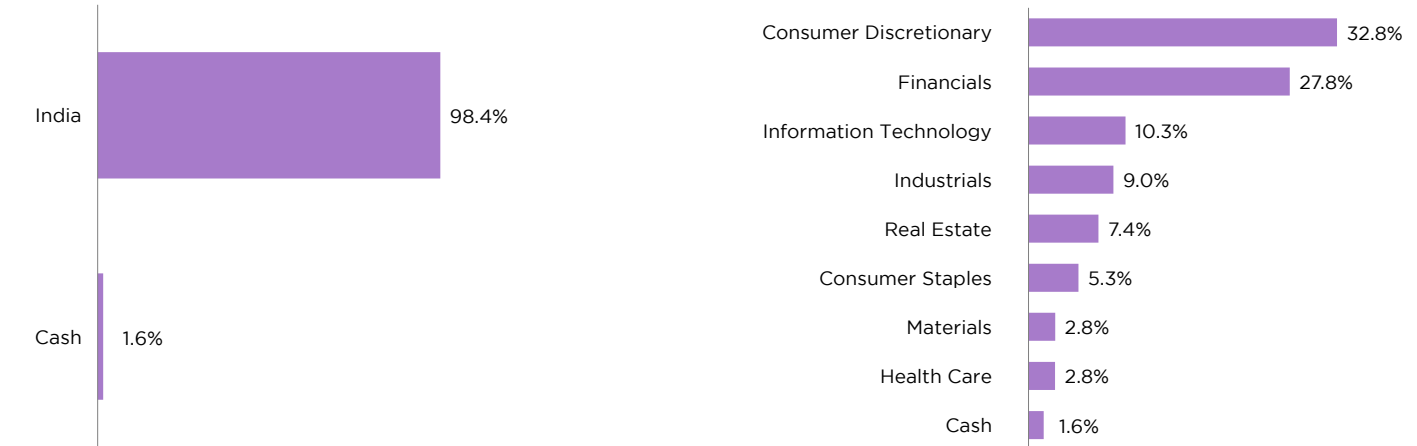 India 98.4%
Cash 1.6%
Consumer Discretionary 32.8%
Financials 27.8%
Information Technology 10.3%
Industrials 9.0%
Real Estate 7.4%
Consumer Staples 5.3%
Materials 2.8%
Health Care 2.8%
Cash 1.6%